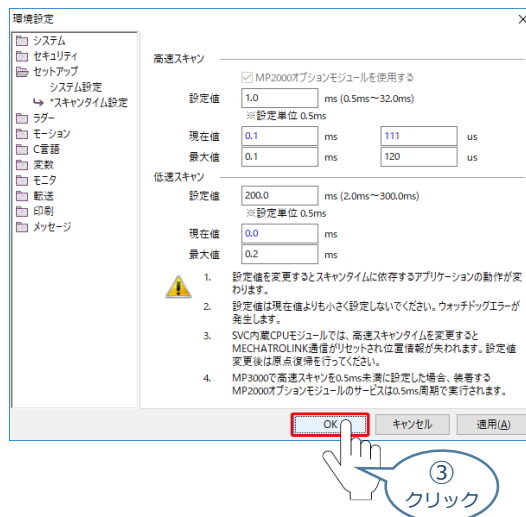 環境設定
システム
セキュリティ
セットアップ
システム設定
*スキャンタイム設定
ラダー
モーション
C言語
変数
モニタ
転送
印刷
メッセージ
高速スキャン
MP2000オプションモジュールを使用する
設定値 1.0 ms (0.5ms～32.0ms)
※設定単位 0.5ms
現在値 0.1 ms 111 us
最大値 0.1 ms 120 us
低速スキャン
設定値 200.0 ms (2.0ms～300.0ms)
※設定単位 0.5ms
現在値 0.0 ms
最大値 0.2 ms
1. 設定値を変更するとスキャンタイムに依存するアプリケーションの動作が変
わります。
2. 設定値は現在値よりも小さく設定しないでください。ウォッチドッグエラーが
発生します。
3. SVC内蔵CPUモジュールでは、高速スキャンタイムを変更すると
MECHATROLINK通信がリセットされ位置情報が失われます。設定値
変更後は原点復帰を行ってください。
4. MP3000で高速スキャンを0.5ms未満に設定した場合、装着する
MP2000オプションモジュールのサービスは0.5ms周期で実行されます。
OK キャンセル 適用(A)
③
クリック